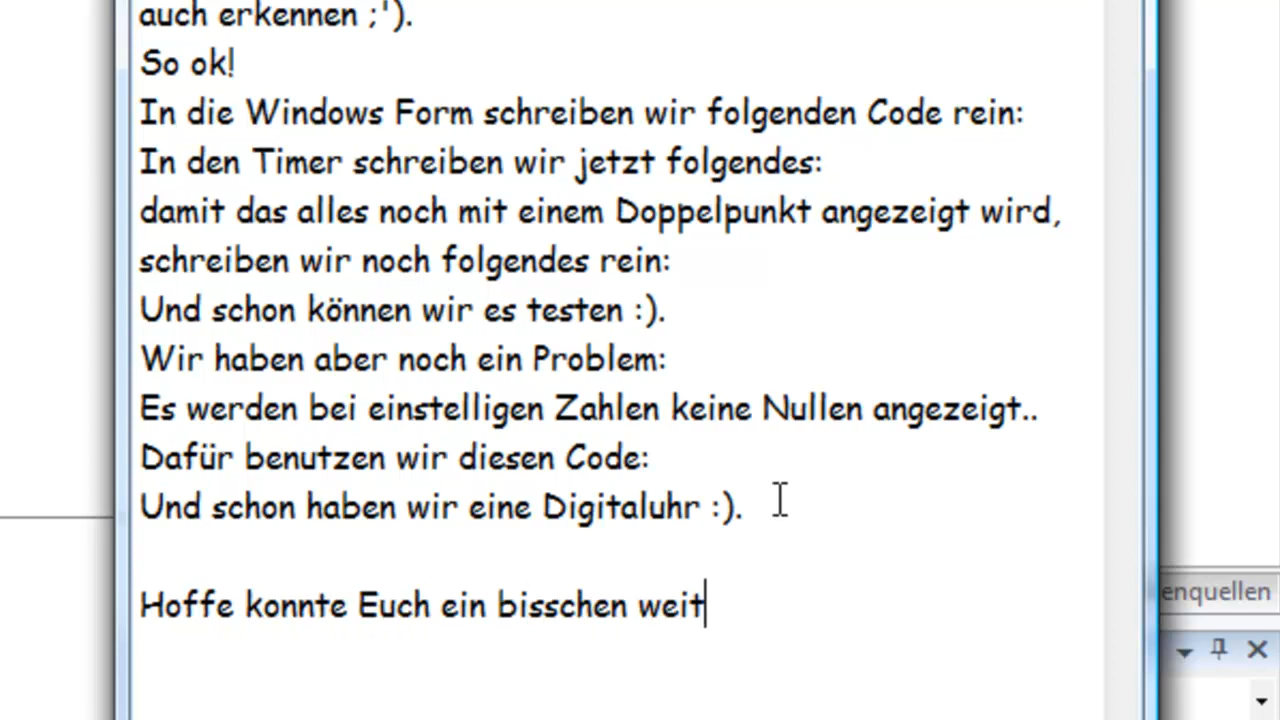 auch erkennen ;').
So ok!
In die Windows Form schreiben wir folgenden Code rein:
In den Timer schreiben wir jetzt folgendes:
damit das alles noch mit einem Doppelpunkt angezeigt wird,
schreiben wir noch folgendes rein:
Und schon können wir es testen :).
Wir haben aber noch ein Problem:
Es werden bei einstelligen Zahlen keine Nullen angezeigt..
Dafür benutzen wir diesen Code:
Und schon haben wir eine Digitaluhr :).
enquellen
Hoffe konnte Euch ein bisschen weit